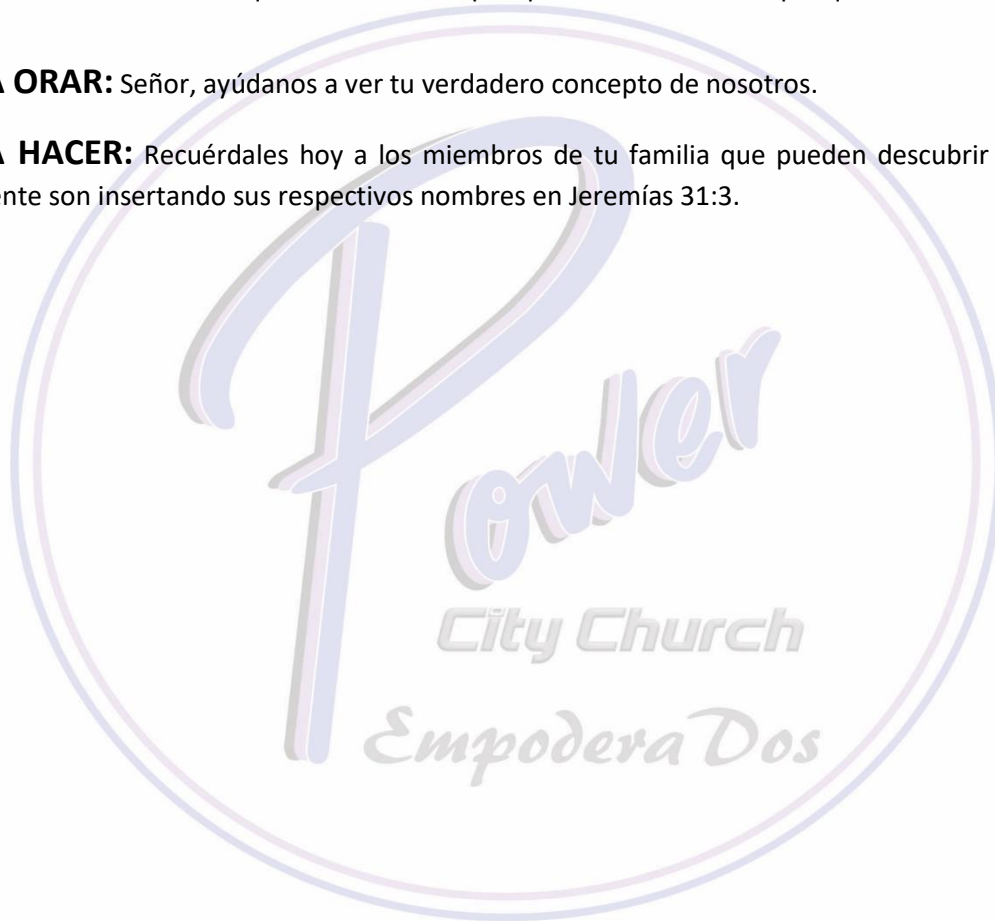 A ORAR: Señor, ayúdanos a ver tu verdadero concepto de nosotros.
A HACER: Recuérdales hoy a los miembros de tu familia que pueden descubrir
ente son insertando sus respectivos nombres en Jeremías 31:3.
Power
City Church
EmpoderaDos